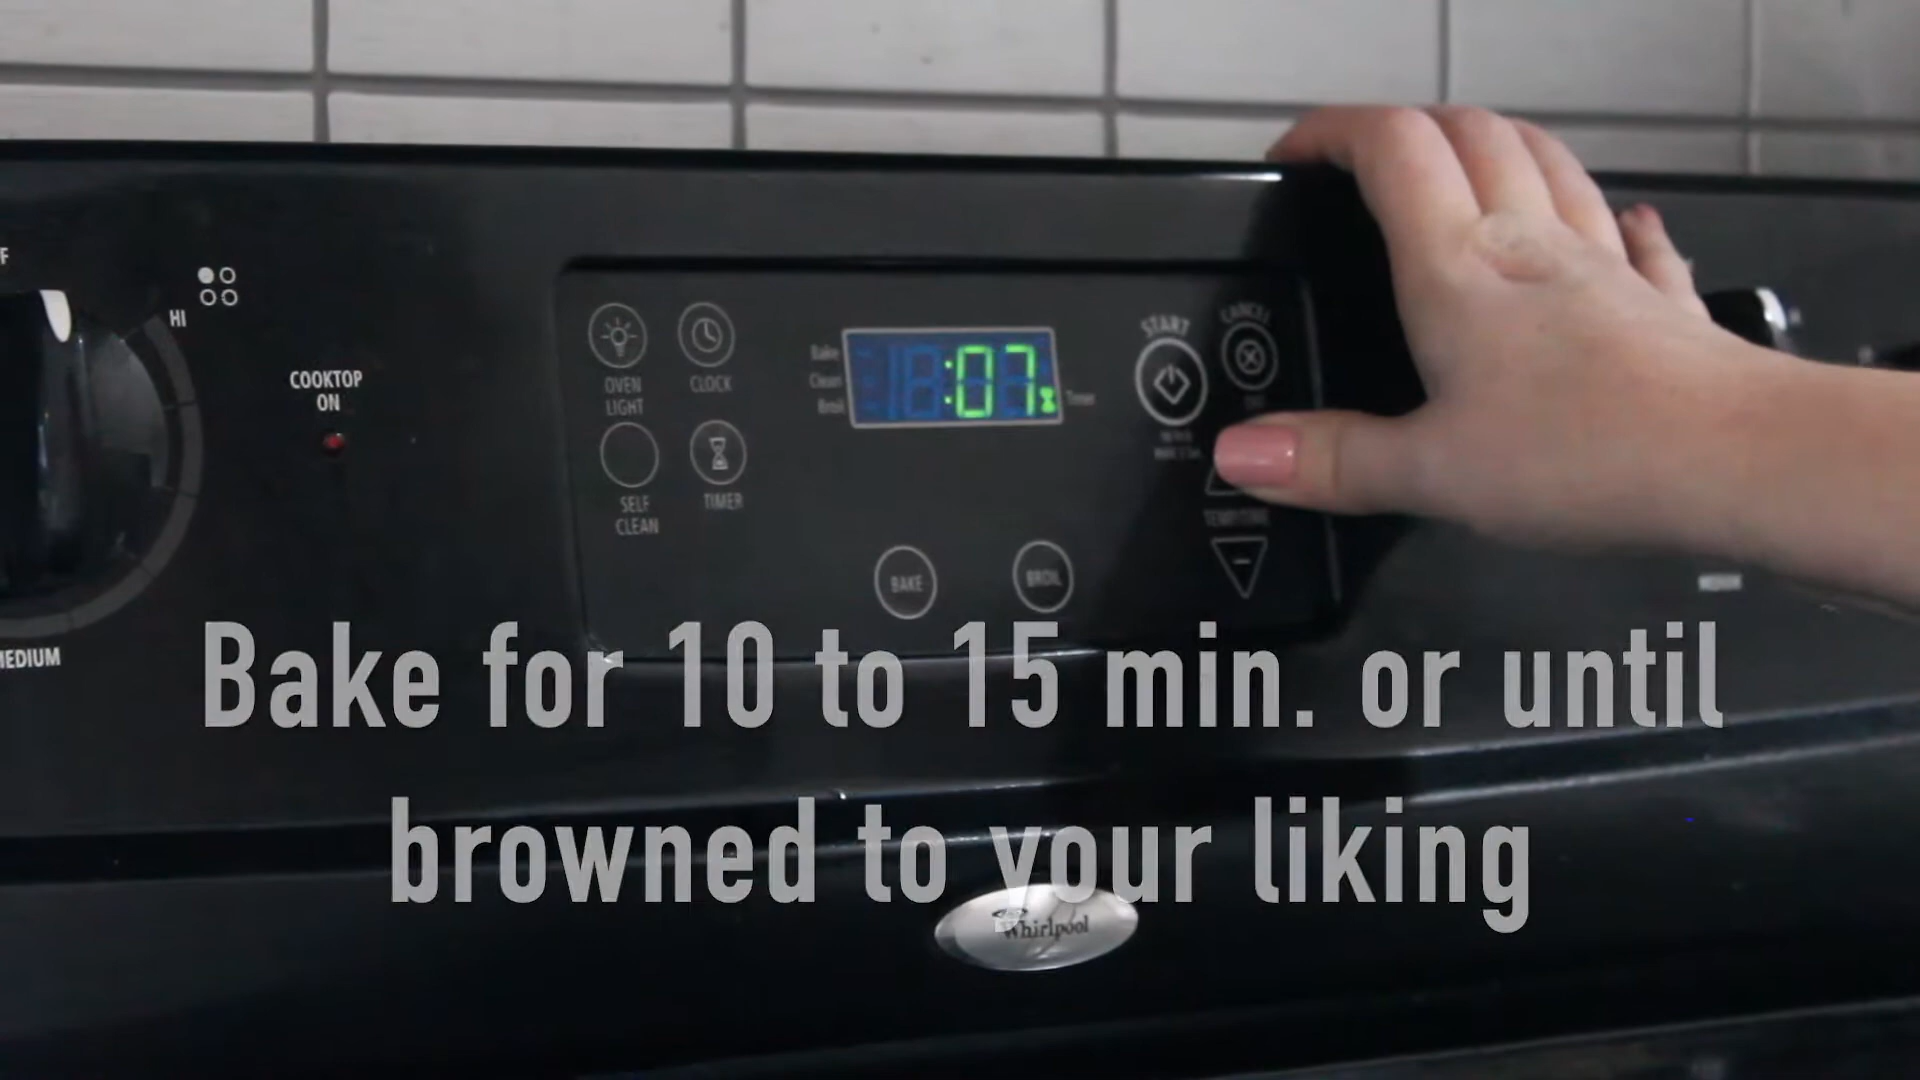 HI
COOKTOP
ON
MEDIUM
OVEN
LIGHT
CLOCK
SELF
CLEAN
TIMER
Bake
Clean
Broil
:07
Timer
START
CANCEL
BAKE
BROIL
Bake for 10 to 15 min. or until
browned to your liking
Whirlpool